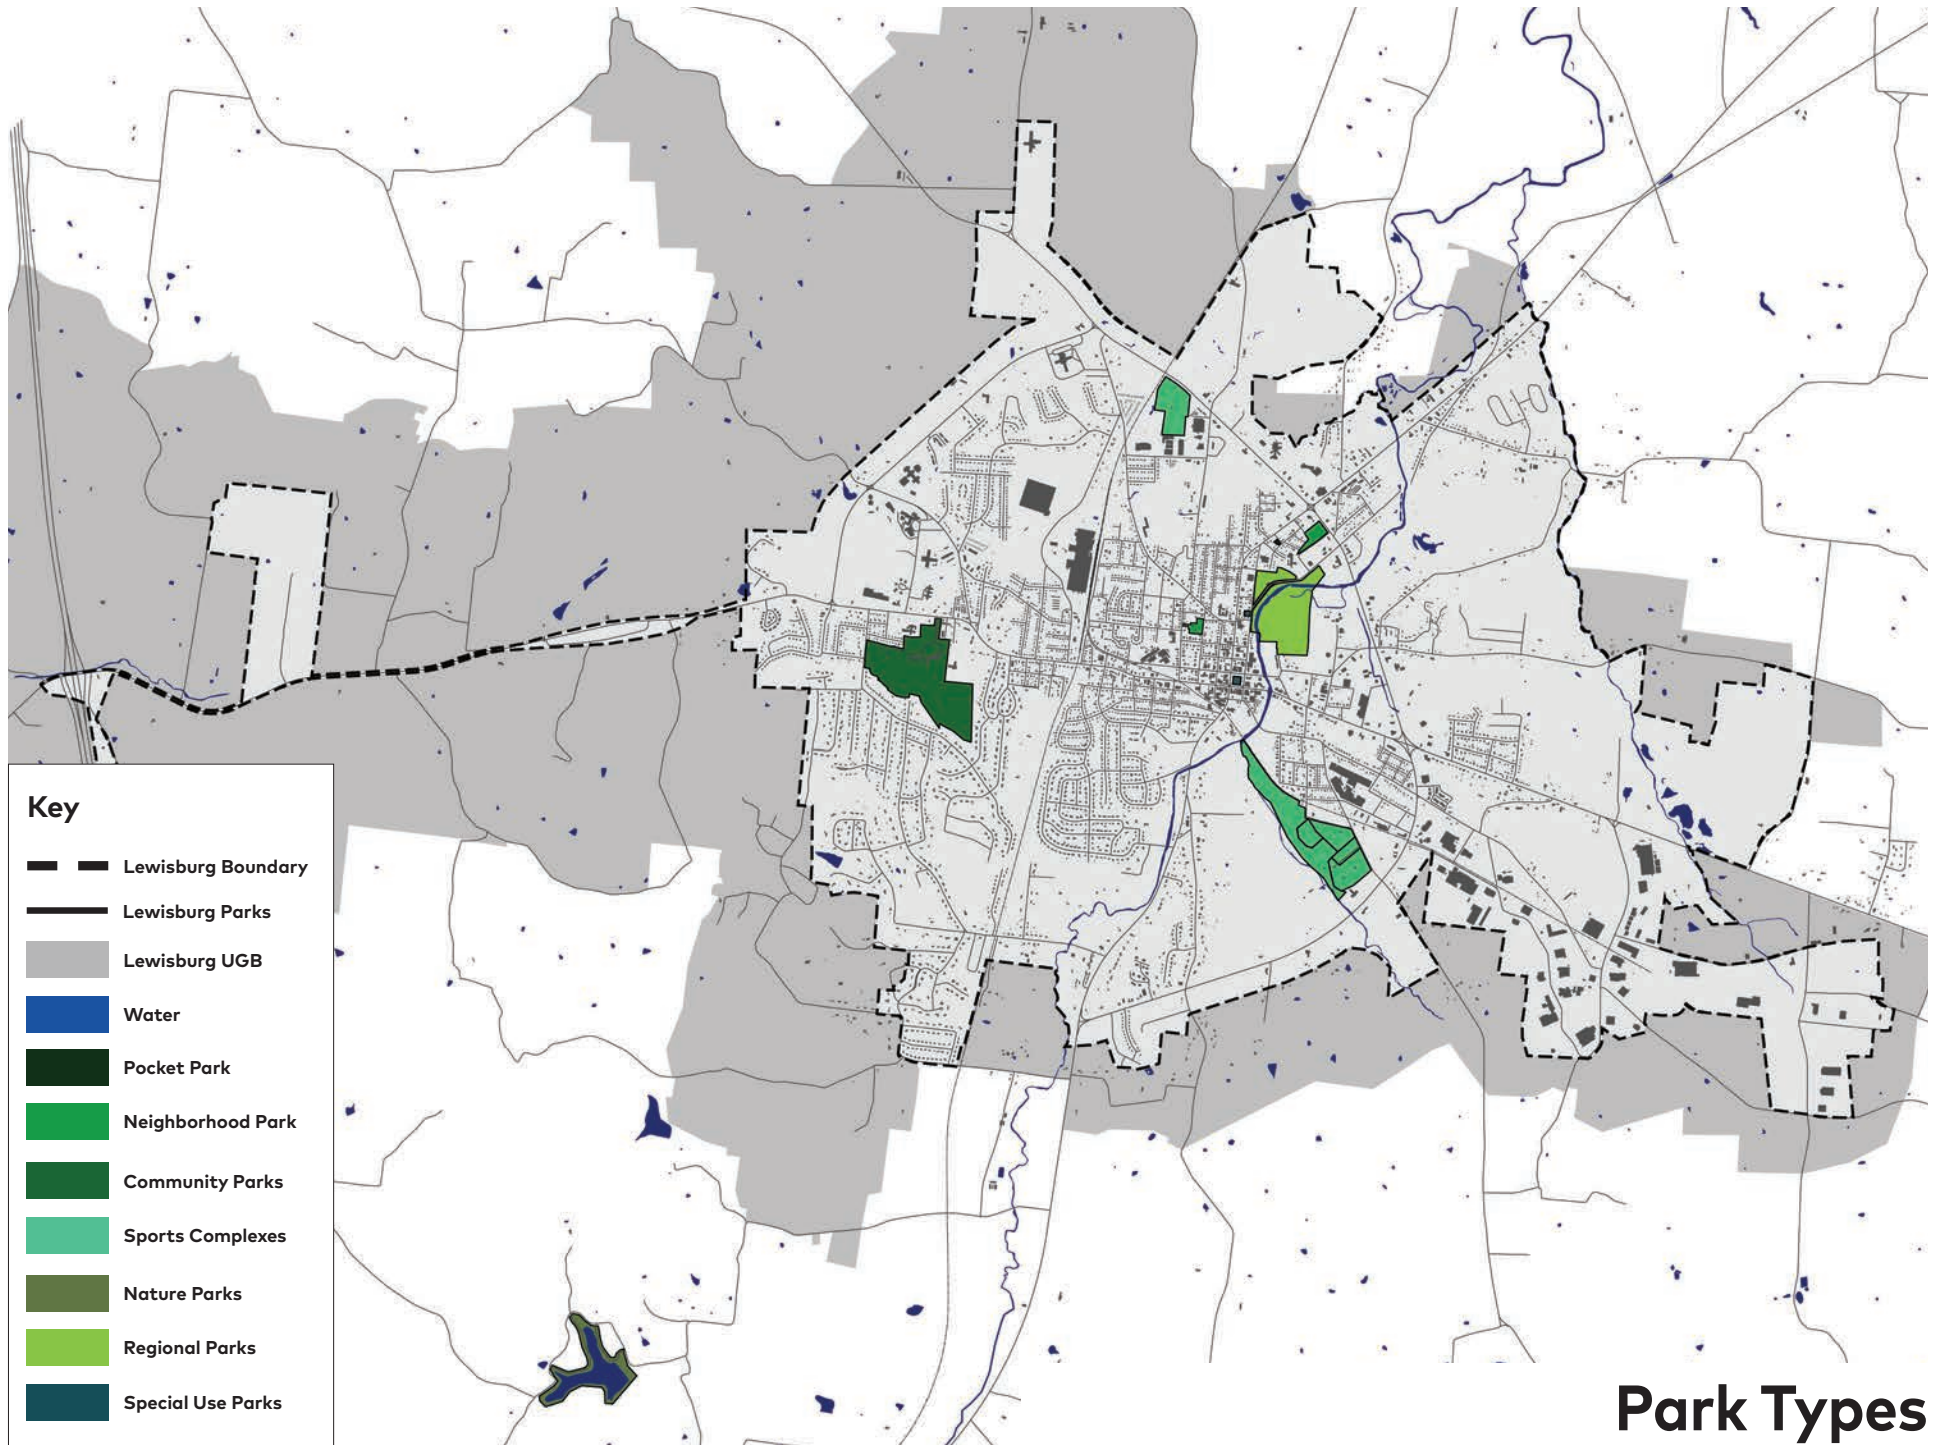 Key
Lewisburg Boundary
Lewisburg Parks
Lewisburg UGB
Water
Pocket Park
Neighborhood Park
Community Parks
Sports Complexes
Nature Parks
Regional Parks
Special Use Parks
Park Types